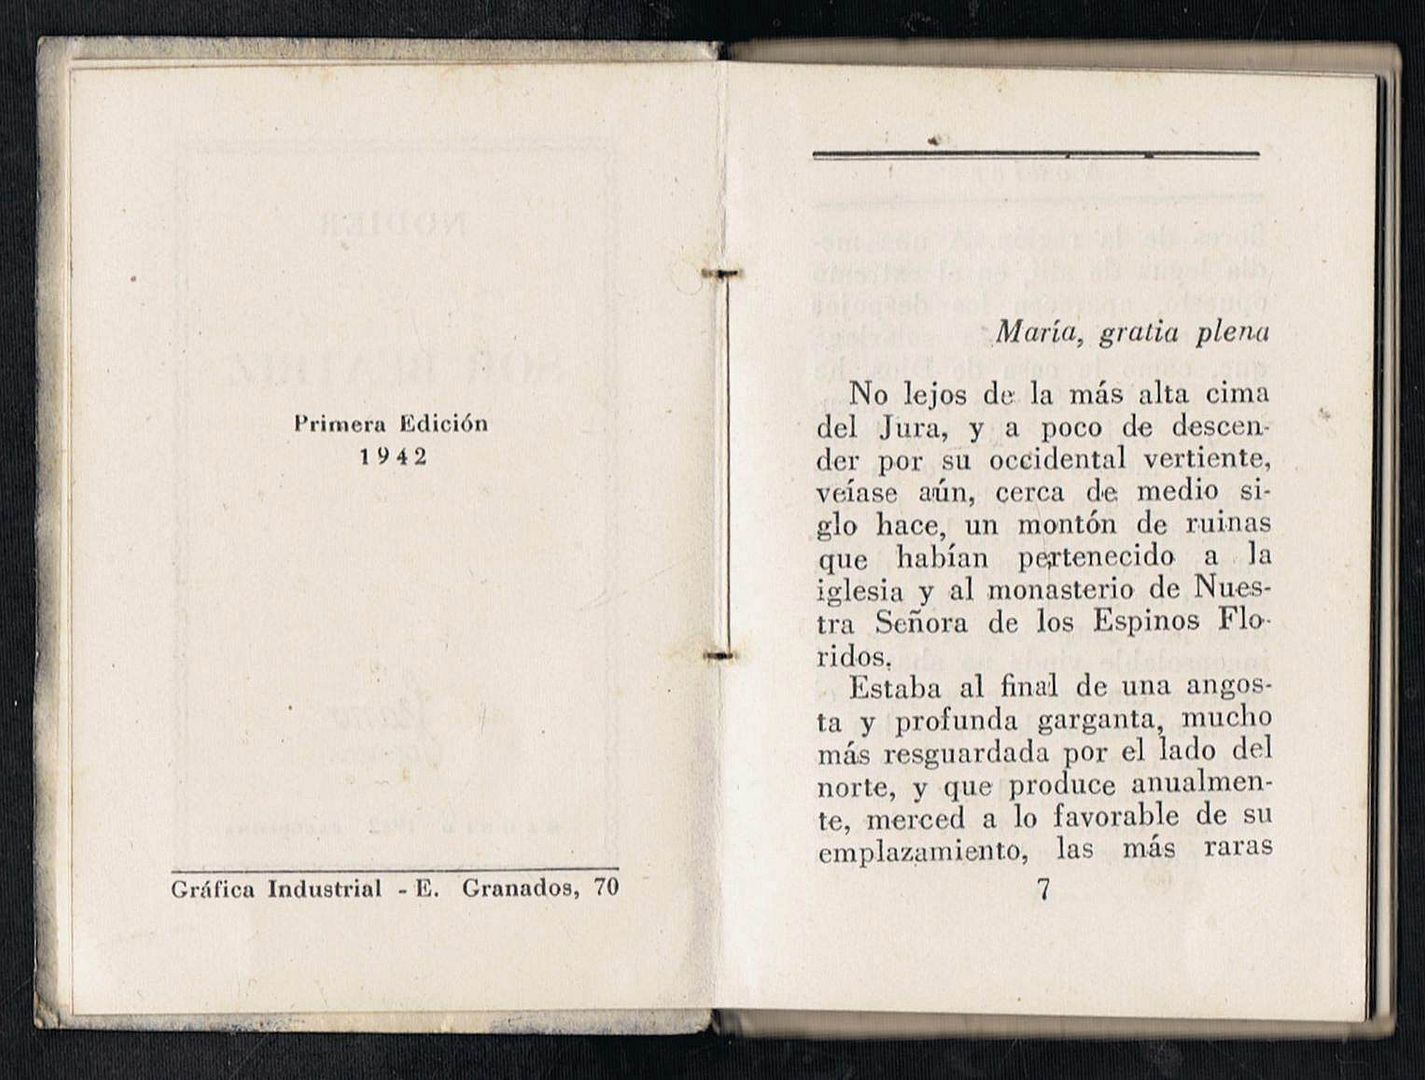 Primera Edición
1942
Gráfica Industrial - E. Granados, 70
María, gratia plena
No lejos de la más alta cima
del Jura, y a poco de descen-
der por su occidental vertiente,
veíase aún, cerca de medio si-
glo hace, un montón de ruinas
que habían pertenecido a la
iglesia y al monasterio de Nues-
tra Señora de los Espinos Flo-
ridos.
Estaba al final de una angos-
ta y profunda garganta, mucho
más resguardada por el lado del
norte, y que produce anualmen-
te, merced a lo favorable de su
emplazamiento, las más raras
7